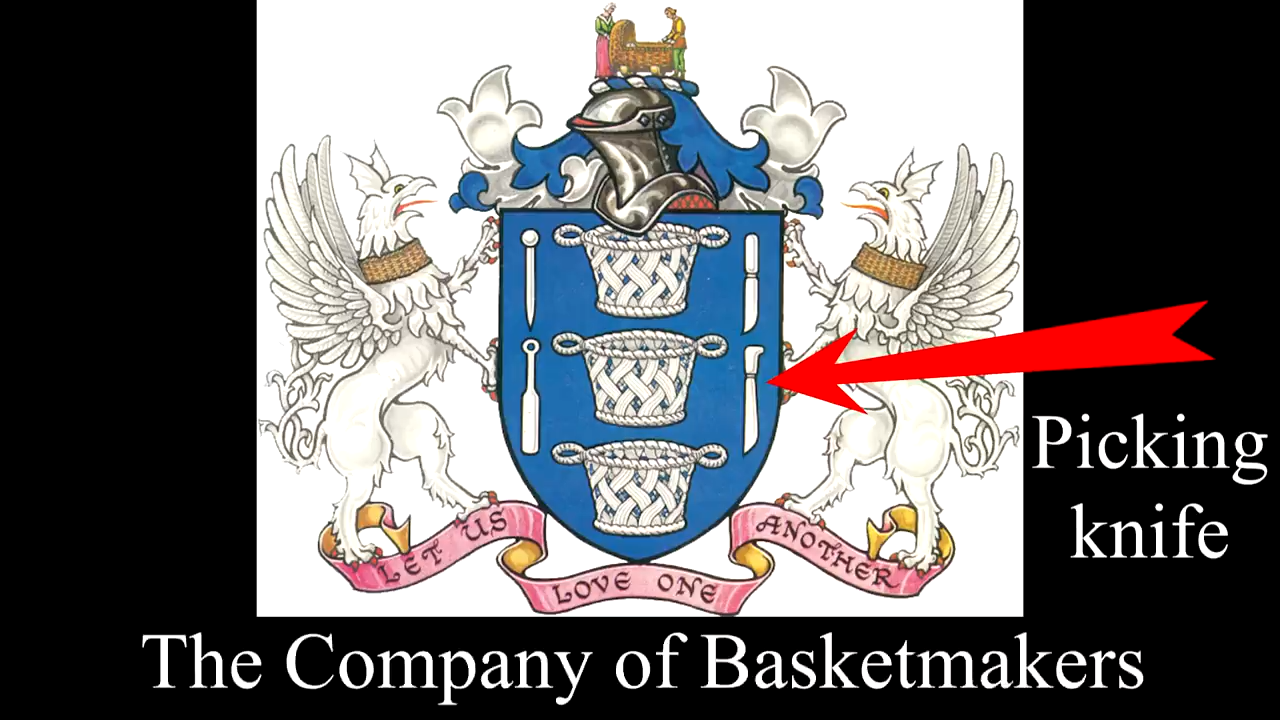 LET US
LOVE ONE
ANOTHER
Picking
knife
The Company of Basketmakers